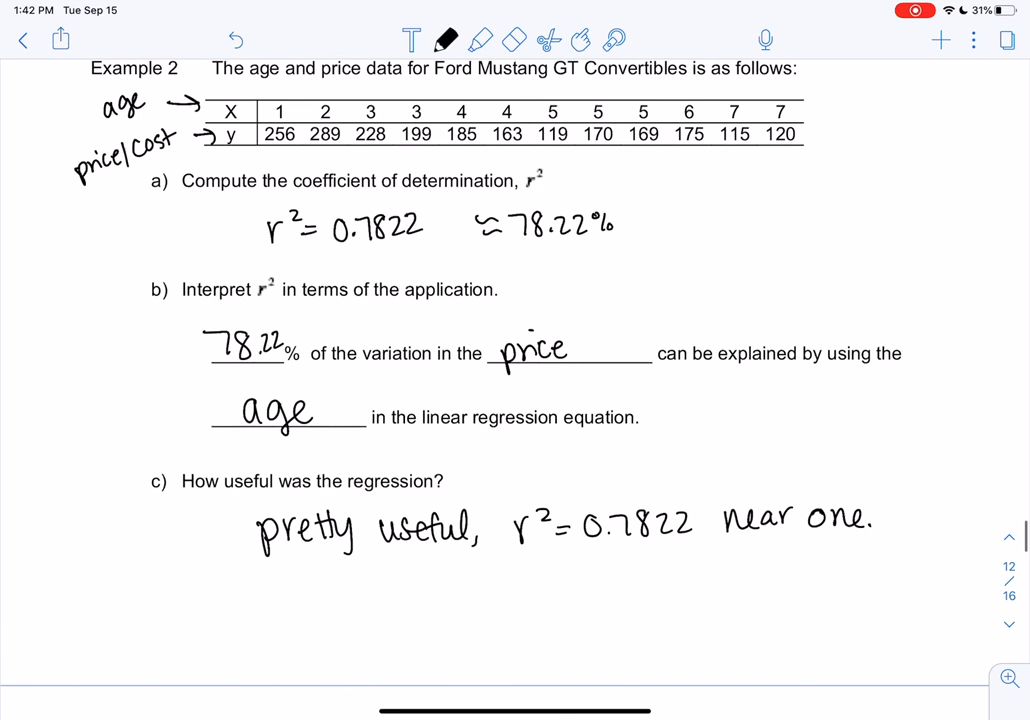 1:42 PM Tue Sep 15 31%
T
Example 2 The age and price data for Ford Mustang GT Convertibles is as follows:
age →
X 1 2 3 3 4 4 5 5 5 6 7 7
price/cost → y 256 289 228 199 185 163 119 170 169 175 115 120
a) Compute the coefficient of determination, r²
r² = 0.7822 ≈ 78.22%
b) Interpret r² in terms of the application.
78.22% of the variation in the price can be explained by using the
age in the linear regression equation.
c) How useful was the regression?
pretty useful, r² = 0.7822 near one.
12
/
16